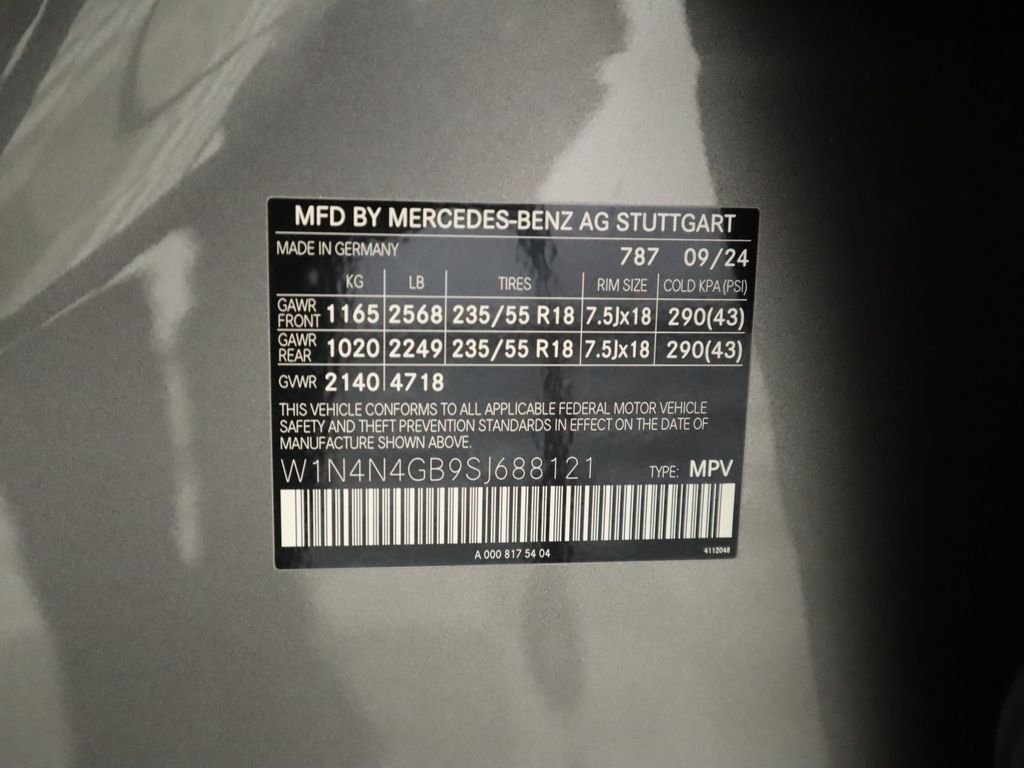 MFD BY MERCEDES-BENZ AG STUTTGART
MADE IN GERMANY 787 09/24
KG LB TIRES RIM SIZE COLD KPA (PSI)
GAWR FRONT 1165 2568 235/55 R18 7.5Jx18 290(43)
GAWR REAR 1020 2249 235/55 R18 7.5Jx18 290(43)
GVWR 2140 4718
THIS VEHICLE CONFORMS TO ALL APPLICABLE FEDERAL MOTOR VEHICLE
SAFETY AND THEFT PREVENTION STANDARDS IN EFFECT ON THE DATE OF
MANUFACTURE SHOWN ABOVE.
W1N4N4GB9SJ688121 TYPE: MPV
A 000 817 54 04 4112048